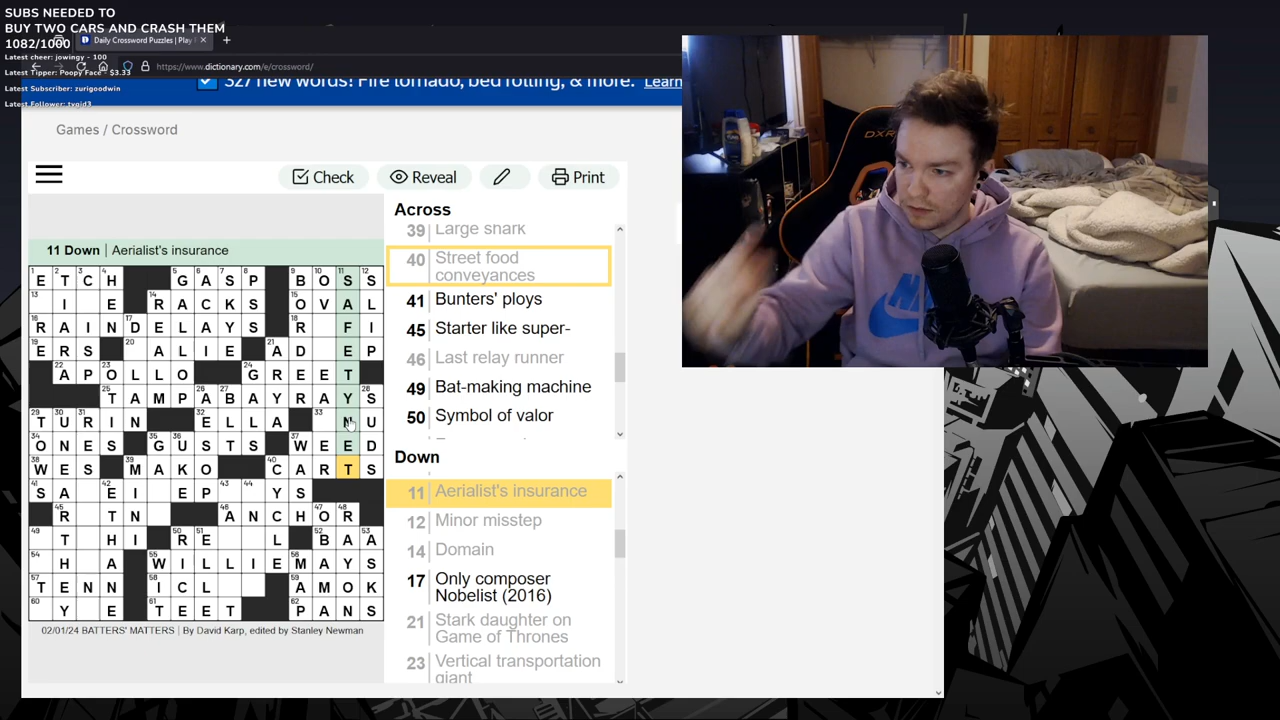 SUBS NEEDED TO
BUY TWO CARS AND CRASH THEM
1082/1000
Daily Crossword Puzzles | Play
Latest cheer: jowingy - 100
https://www.dictionary.com/e/crossword/
Latest Tipper: Poopy Face - $3.33
327 new words! Fire tornado, bed rotting, & more. Learn
Latest Subscriber: zurigoodwin
Latest Follower: typid3
Games / Crossword
Check
Reveal
Print
11 Down | Aerialist's insurance
E T C H G A S P B O S S
I E R A C K S O V A L
R A I N D E L A Y S R F I
E R S A L I E A D E P
A P O L L O G R E E T
T A M P A B A Y R A Y S
T U R I N E L L A N U
O N E S G U S T S W E E D
W E S M A K O C A R T S
S A E I E P Y S
R T N A N C H O R
T H I R E L B A A
H A W I L L I E M A Y S
T E N N I C L A M O K
Y E T E E T P A N S
02/01/24 BATTERS' MATTERS | By David Karp, edited by Stanley Newman
Across
39 Large shark
40 Street food
conveyances
41 Bunters' ploys
45 Starter like super-
46 Last relay runner
49 Bat-making machine
50 Symbol of valor
Down
11 Aerialist's insurance
12 Minor misstep
14 Domain
17 Only composer
Nobelist (2016)
21 Stark daughter on
Game of Thrones
23 Vertical transportation
giant
DXR